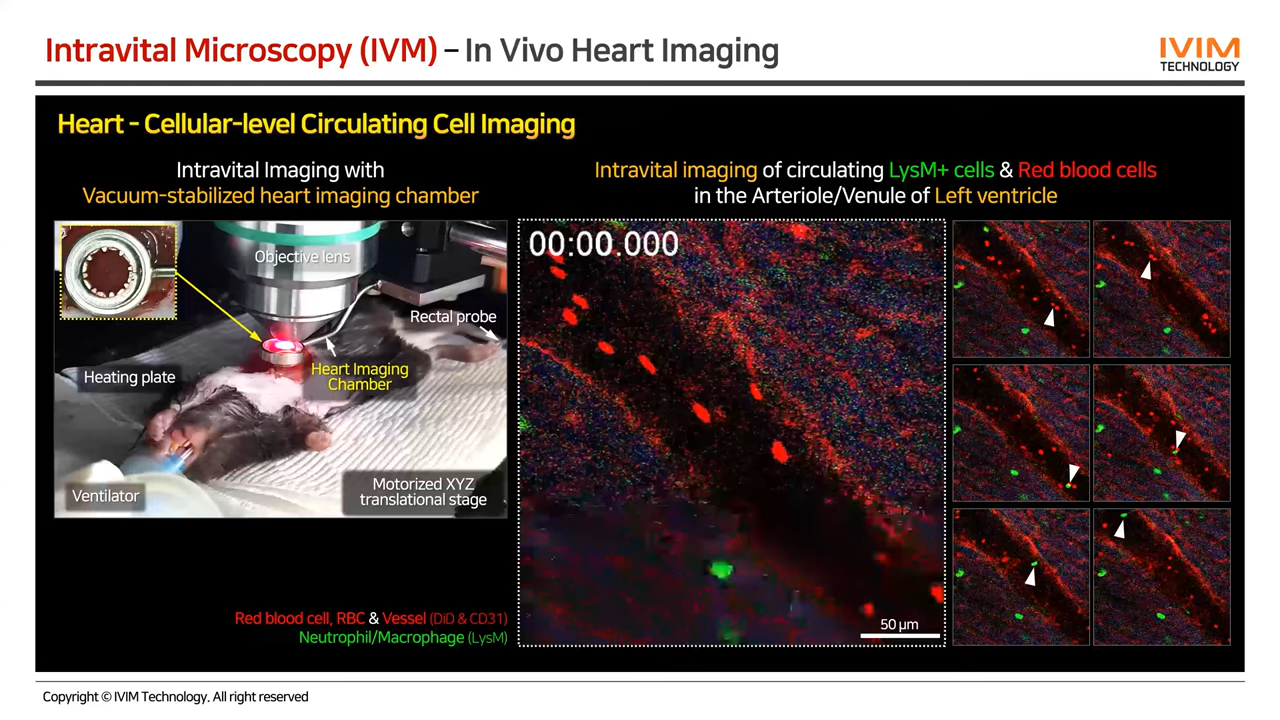 Intravital Microscopy (IVM) – In Vivo Heart Imaging
IVIM
TECHNOLOGY
Heart - Cellular-level Circulating Cell Imaging
Intravital Imaging with
Vacuum-stabilized heart imaging chamber
Objective lens
Rectal probe
Heating plate
Heart Imaging
Chamber
Ventilator
Motorized XYZ
translational stage
Red blood cell, RBC & Vessel (DiD & CD31)
Neutrophil/Macrophage (LysM)
Intravital imaging of circulating LysM+ cells & Red blood cells
in the Arteriole/Venule of Left ventricle
00:00.000
50 µm
Copyright © IVIM Technology. All right reserved